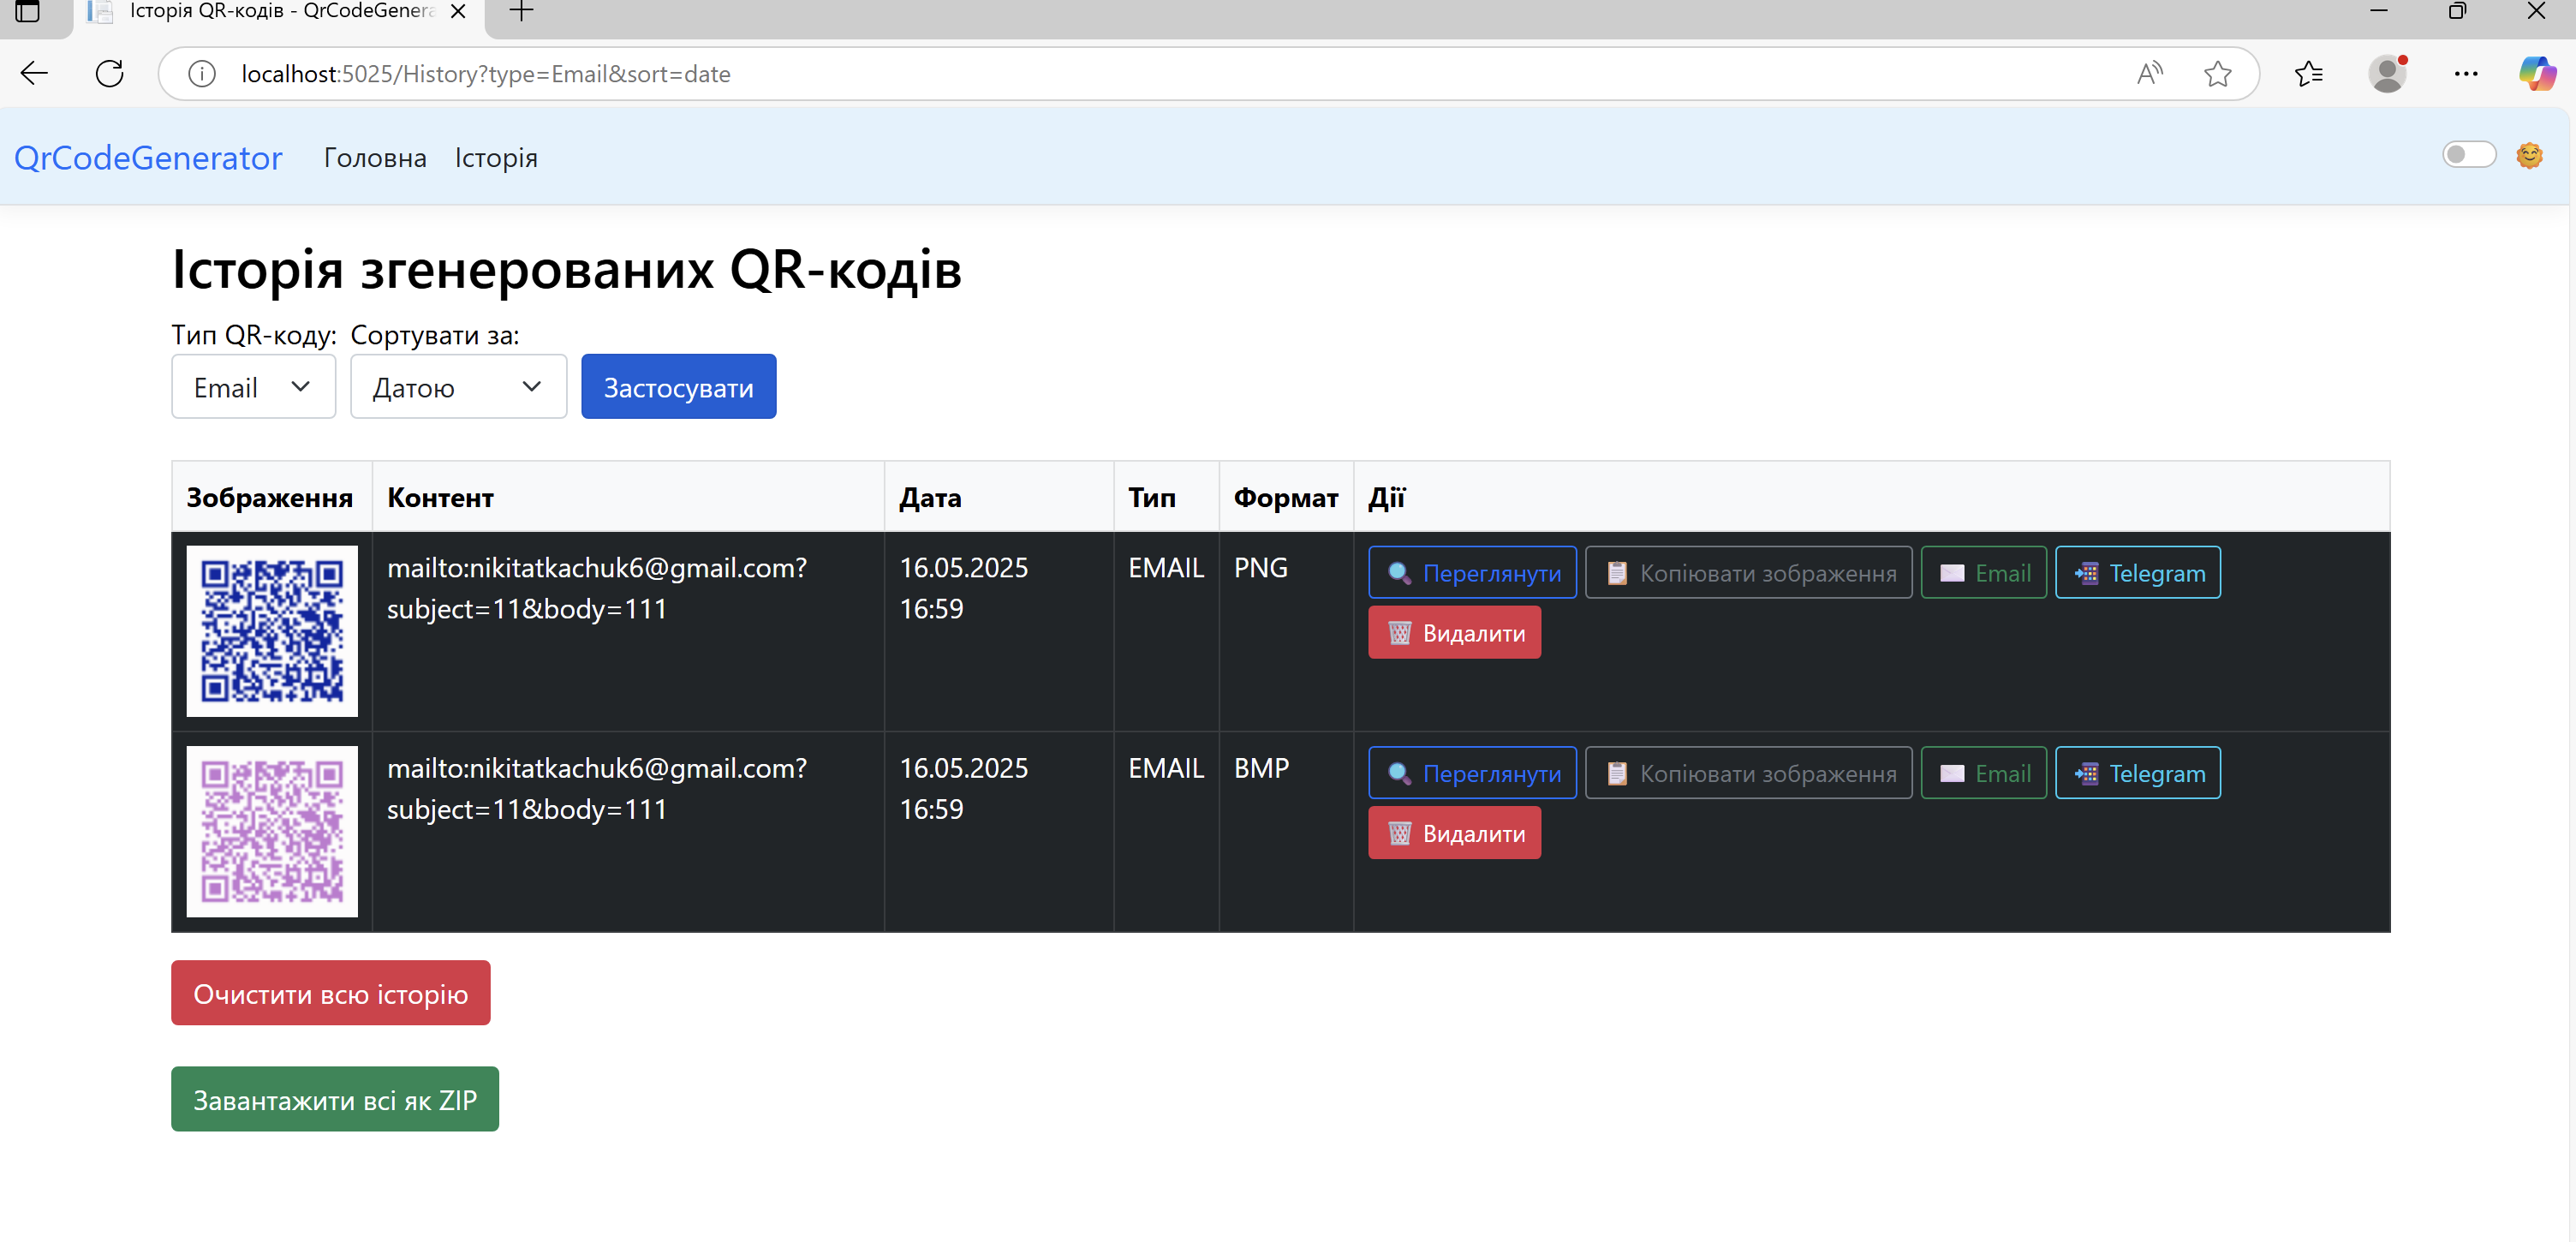 Історія QR-кодів - QrCodeGenera
localhost:5025/History?type=Email&sort=date
QrCodeGenerator Головна Історія
Історія згенерованих QR-кодів
Тип QR-коду: Сортувати за:
Email Датою Застосувати
Зображення Контент Дата Тип Формат Дії
mailto:nikitatkachuk6@gmail.com? 16.05.2025 EMAIL PNG Переглянути Копіювати зображення Email Telegram
subject=11&body=111 16:59 Видалити
mailto:nikitatkachuk6@gmail.com? 16.05.2025 EMAIL BMP Переглянути Копіювати зображення Email Telegram
subject=11&body=111 16:59 Видалити
Очистити всю історію
Завантажити всі як ZIP